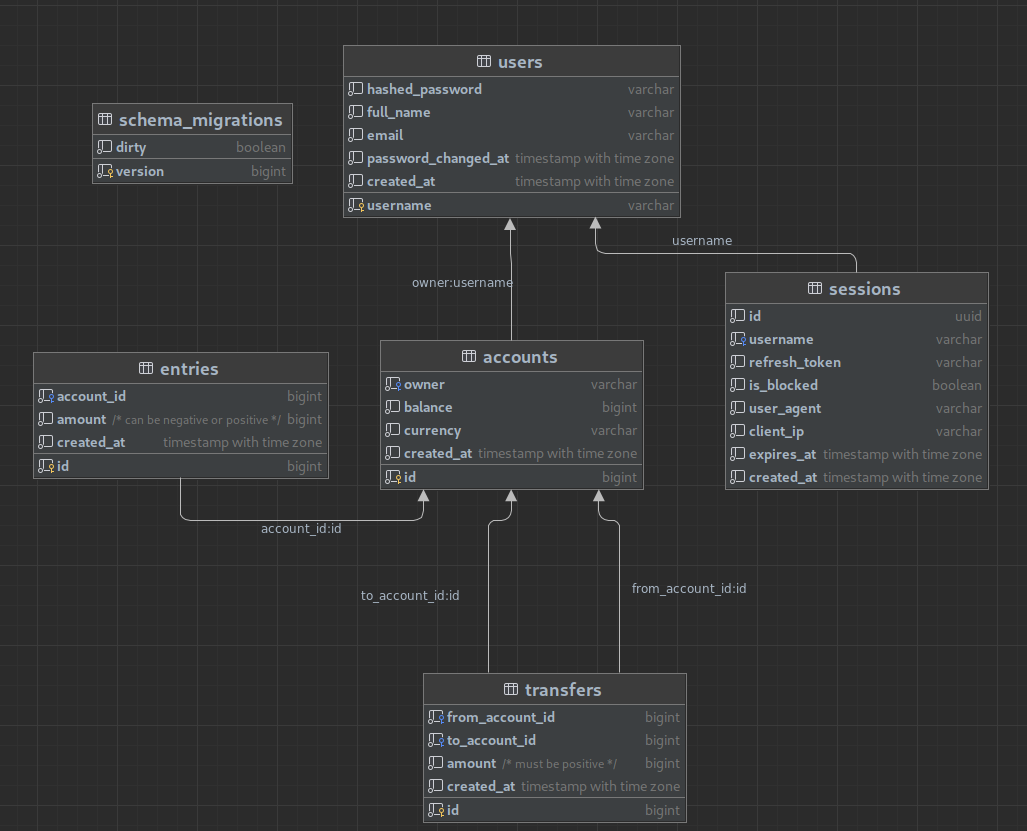 users
hashed_password varchar
full_name varchar
email varchar
password_changed_at timestamp with time zone
created_at timestamp with time zone
username varchar
schema_migrations
dirty boolean
version bigint
username
owner:username
sessions
id uuid
username varchar
refresh_token varchar
is_blocked boolean
user_agent varchar
client_ip varchar
expires_at timestamp with time zone
created_at timestamp with time zone
accounts
owner varchar
balance bigint
currency varchar
created_at timestamp with time zone
id bigint
entries
account_id bigint
amount /* can be negative or positive */ bigint
created_at timestamp with time zone
id bigint
account_id:id
to_account_id:id
from_account_id:id
transfers
from_account_id bigint
to_account_id bigint
amount /* must be positive */ bigint
created_at timestamp with time zone
id bigint